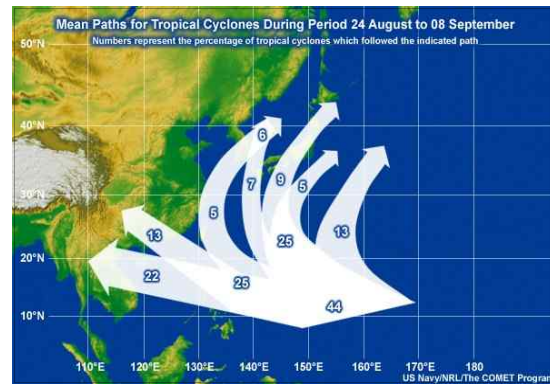 Mean Paths for Tropical Cyclones During Period 24 August to 08 September
Numbers represent the percentage of tropical cyclones which followed the indicated path
50°N
40°N
6
7
9
5
30°N
5
13
25
13
20°N
22
25
44
10°N
110°E
120°E
130°E
140°E
150°E
160°E
170°E
180
US Navy/NRL/The COMET Program